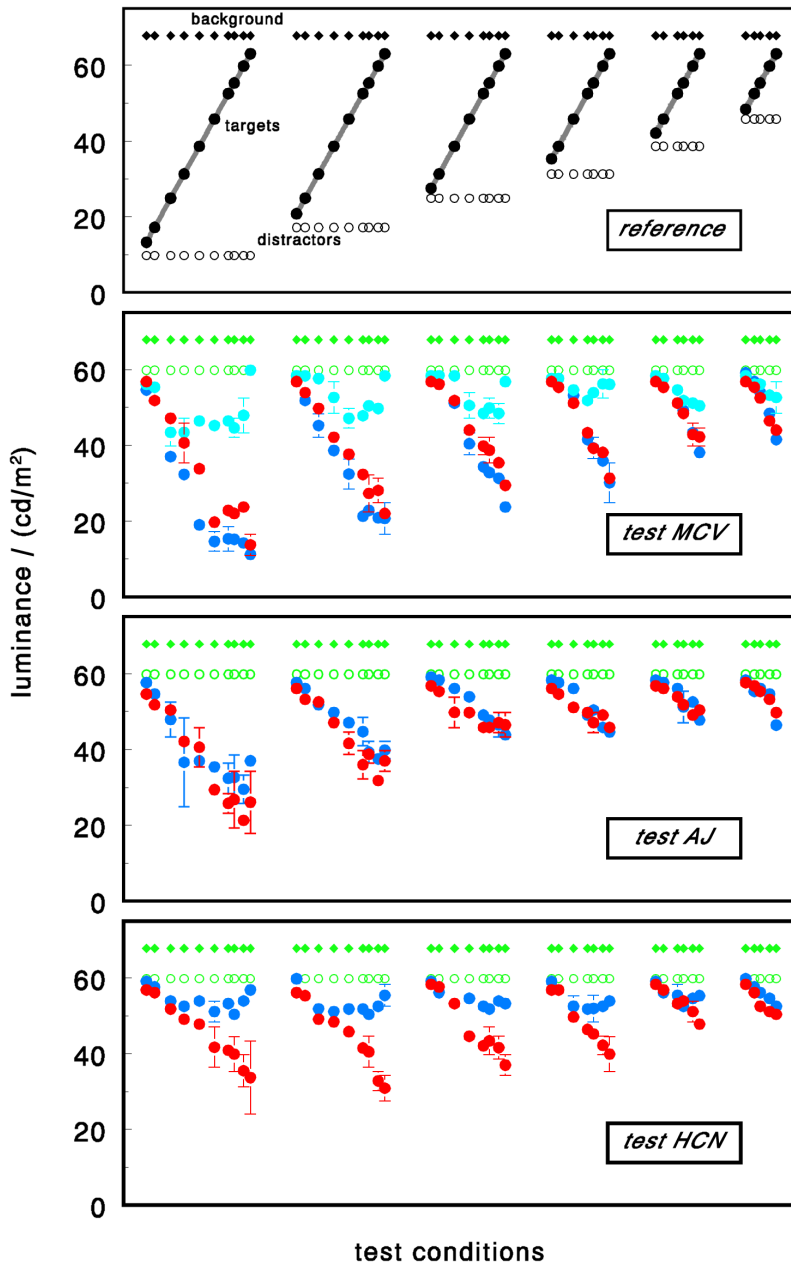 background
60
targets
40
20
distractors
reference
0
60
40
20
test MCV
0
luminance / (cd/m²)
60
40
20
test AJ
0
60
40
20
test HCN
0
test conditions